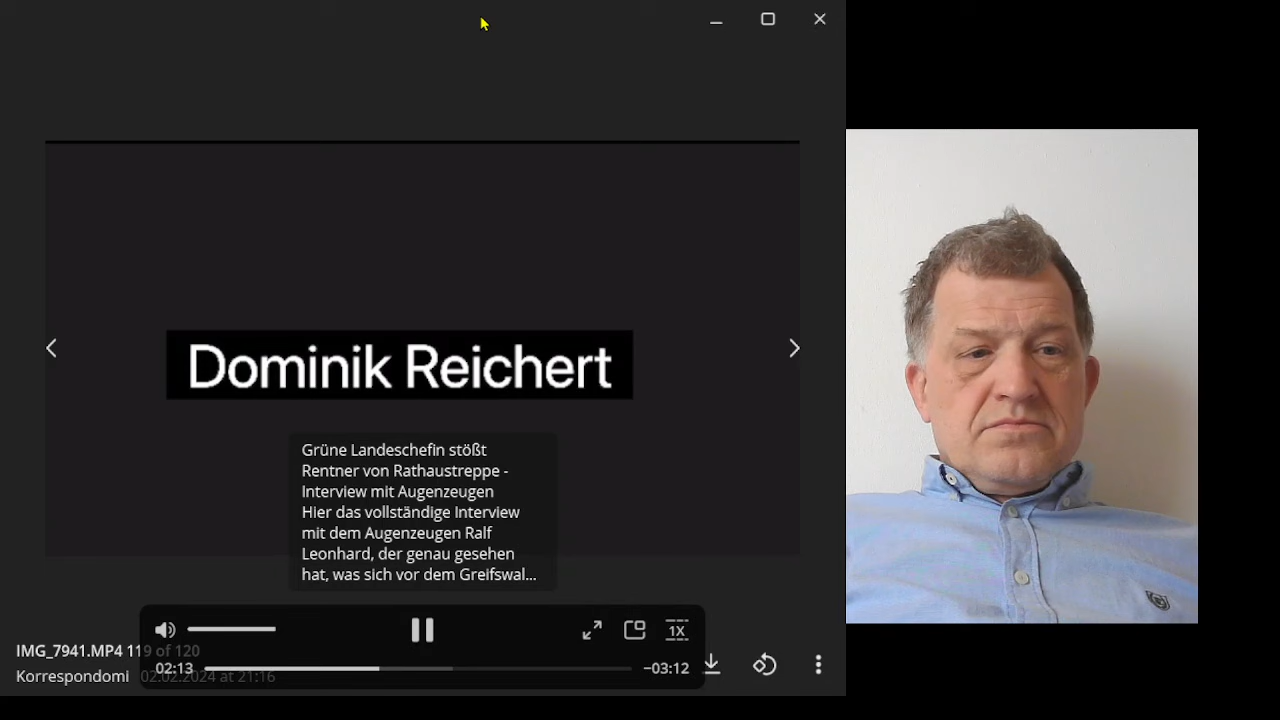 Dominik Reichert
Grüne Landeschefin stößt
Rentner von Rathaustreppe -
Interview mit Augenzeugen
Hier das vollständige Interview
mit dem Augenzeugen Ralf
Leonhard, der genau gesehen
hat, was sich vor dem Greifswal...
1X
IMG_7941.MP4 119 of 120
02:13
−03:12
Korrespondomi 02.02.2024 at 21:16